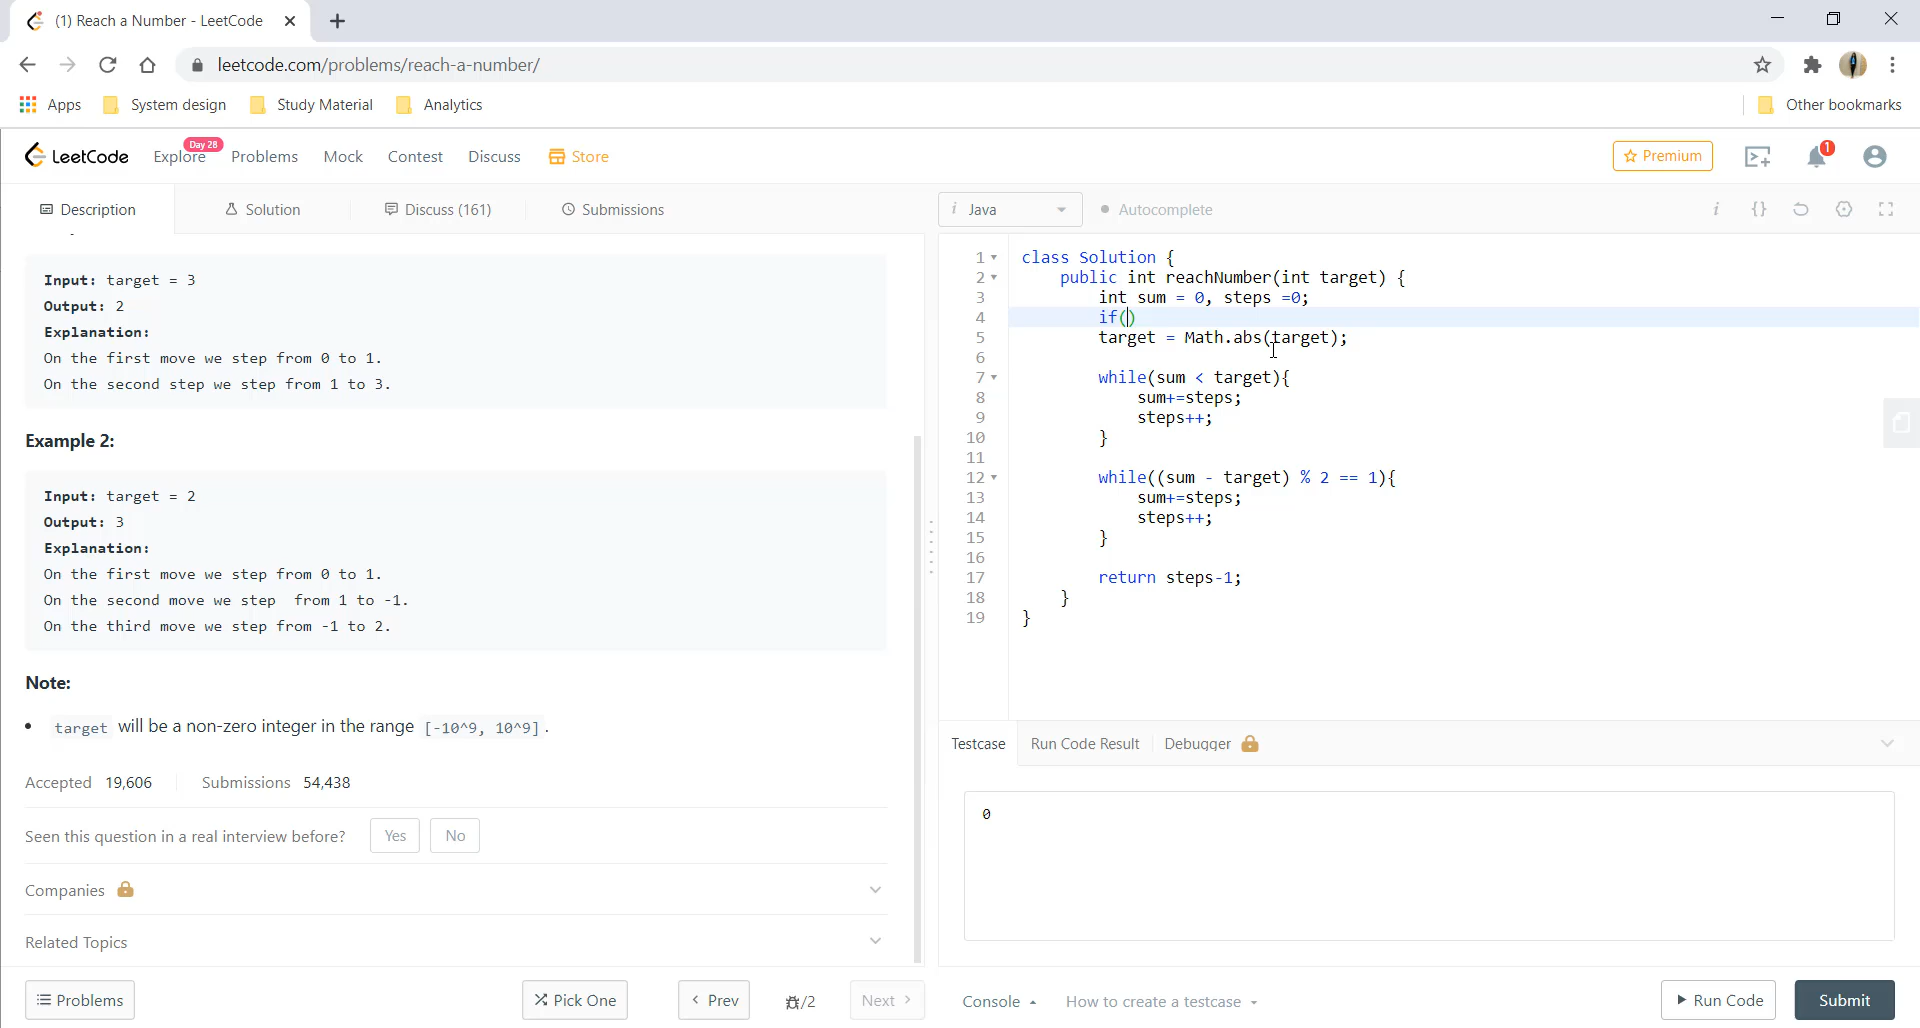 (1) Reach a Number - LeetCode
leetcode.com/problems/reach-a-number/
Apps System design Study Material Analytics Other bookmarks
LeetCode Explore Day 28 Problems Mock Contest Discuss Store Premium 1
Description Solution Discuss (161) Submissions
i Java Autocomplete i {}
Input: target = 3
Output: 2
Explanation:
On the first move we step from 0 to 1.
On the second step we step from 1 to 3.
Example 2:
Input: target = 2
Output: 3
Explanation:
On the first move we step from 0 to 1.
On the second move we step  from 1 to -1.
On the third move we step from -1 to 2.
Note:
target will be a non-zero integer in the range [-10^9, 10^9].
Accepted 19,606 Submissions 54,438
Seen this question in a real interview before? Yes No
Companies
Related Topics
Problems Pick One Prev /2 Next
1 class Solution {
2 public int reachNumber(int target) {
3 int sum = 0, steps =0;
4 if()
5 target = Math.abs(target);
6
7 while(sum < target){
8 sum+=steps;
9 steps++;
10 }
11
12 while((sum - target) % 2 == 1){
13 sum+=steps;
14 steps++;
15 }
16
17 return steps-1;
18 }
19 }
Testcase Run Code Result Debugger
0
Console How to create a testcase Run Code Submit